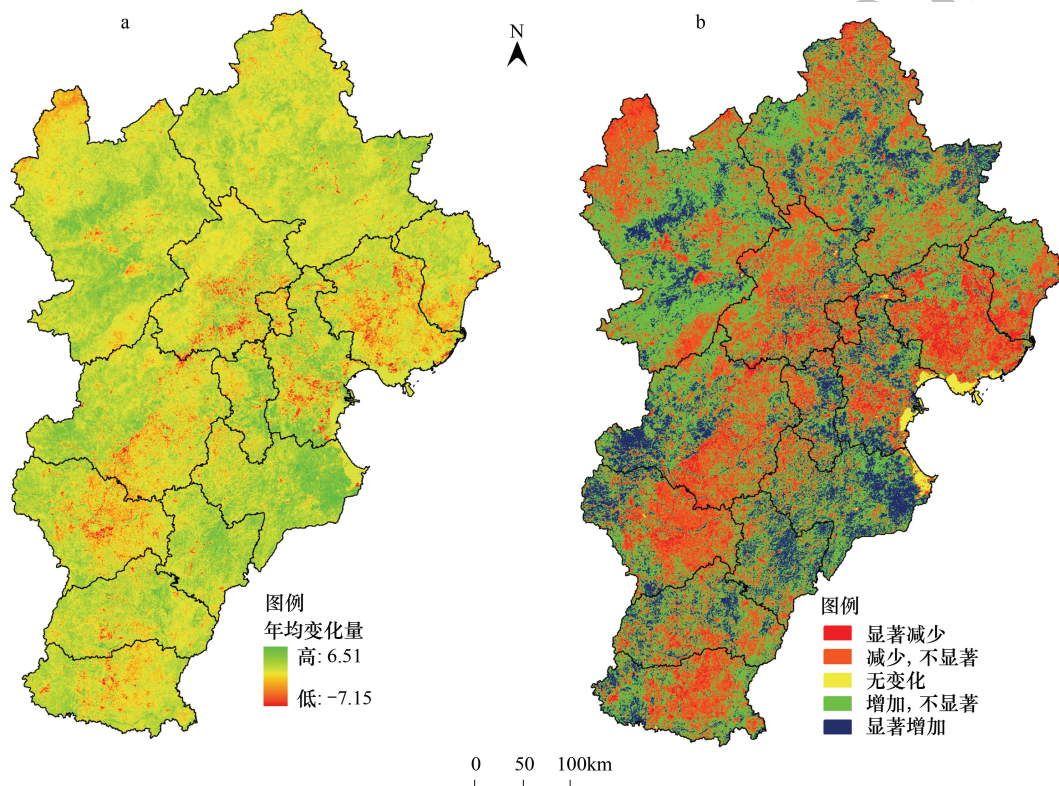 a
N
b
图例
年均变化量
高: 6.51
低: -7.15
图例
显著减少
减少, 不显著
无变化
增加, 不显著
显著增加
0 50 100km